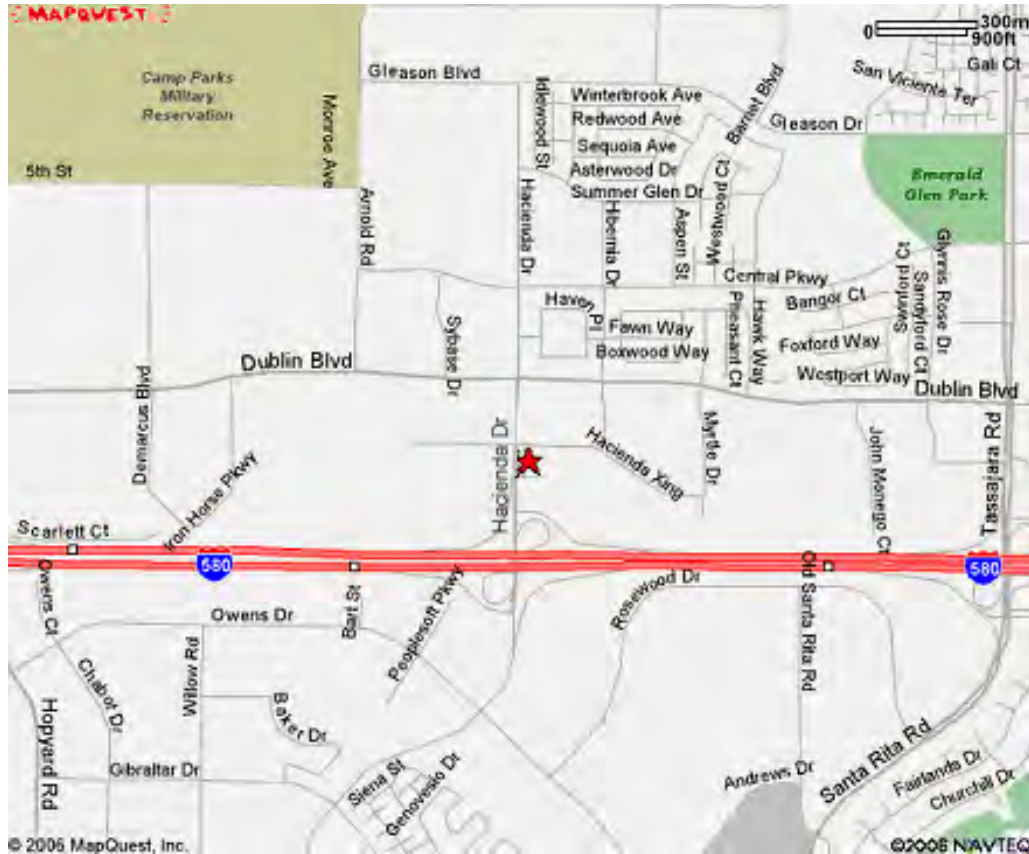 MAPQUEST
300m
0
900ft
Camp Parks
Military
Reservation
Gleason Blvd
Gali Ct
San Viciente Ter
Monroe Ave
Idlewood St
Winterbrook Ave
Redwood Ave
Barnet Blvd
Gleason Dr
Sequoia Ave
5th St
Asterwood Dr
Summer Glen Dr
Westwood Ct
Emerald
Glen Park
Arnold Rd
Hacienda Dr
Hibernia Dr
Aspen St
Central Pkwy
Glynnis Rose Dr
Sandyford Ct
Sanford Ct
Haven Pl
Bangor Ct
Sybase Dr
Fawn Way
Pheasant Ct
Hawk Way
Foxford Way
Boxwood Way
Dublin Blvd
Westport Way
Dublin Blvd
Demarcus Blvd
Hacienda Dr
Hacienda Xing
Myrtle Dr
John Monego Ct
Tassajara Rd
Iron Horse Pkwy
Scarlett Ct
580
580
Owens Ct
Owens Dr
Bart St
Peoplesoft Pkwy
Rosewood Dr
Old Santa Rita Rd
Chabot Dr
Willow Rd
Baker Dr
Hopyard Rd
Gibraltar Dr
Siena St
Genovesio Dr
Andrews Dr
Santa Rita Rd
Fairlands Dr
Churchill Dr
© 2006 MapQuest, Inc.
©2006 NAVTEQ